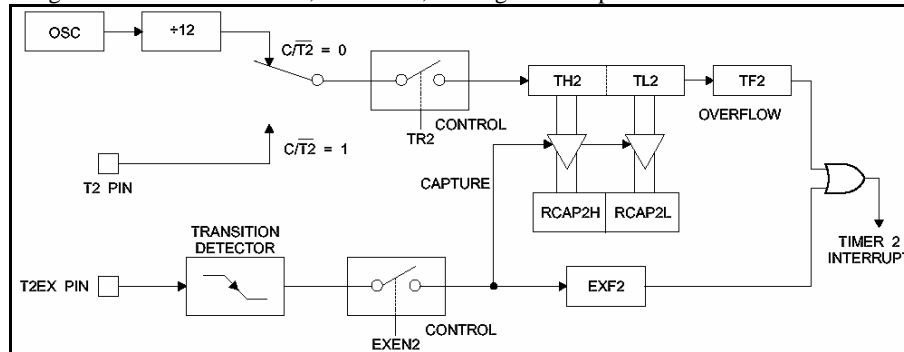 OSC
÷12
C/T2 = 0
TH2
TL2
TF2
OVERFLOW
CONTROL
TR2
C/T2 = 1
T2 PIN
CAPTURE
RCAP2H
RCAP2L
TRANSITION
DETECTOR
TIMER 2
INTERRUPT
T2EX PIN
EXF2
CONTROL
EXEN2